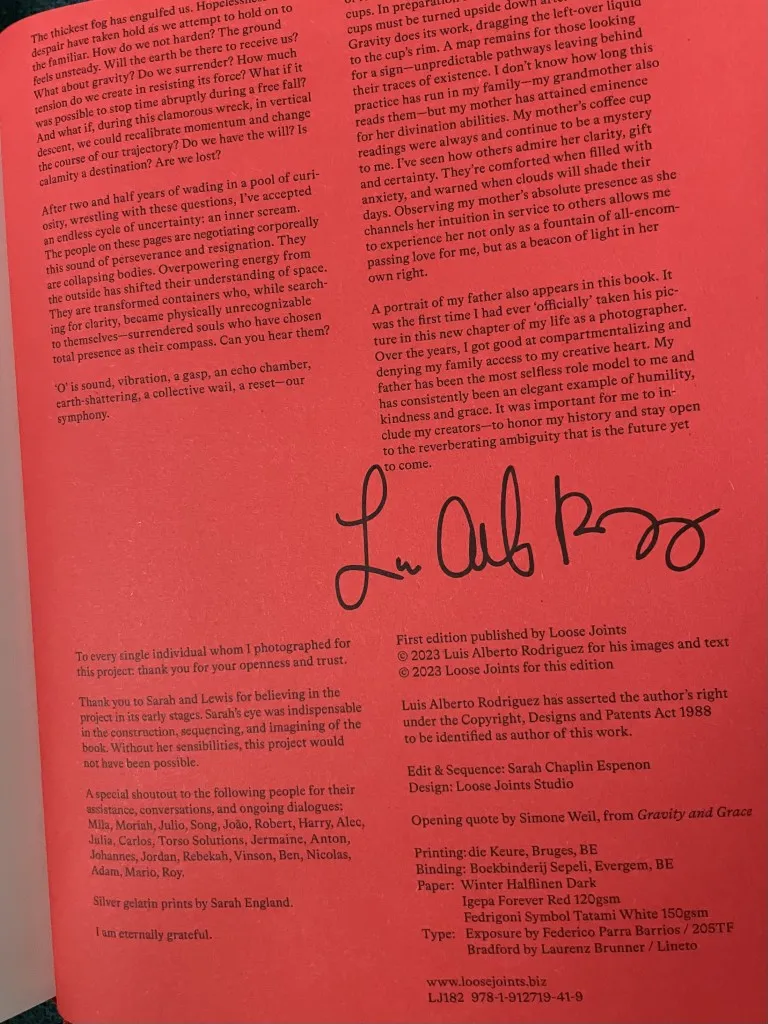 The thickest fog has engulfed us. Hopelessness
despair have taken hold as we attempt to hold on to
the familiar. How do we not harden? The ground
feels unsteady. Will the earth be there to receive us?
What about gravity? Do we surrender? How much
tension do we create in resisting its force? What if it
was possible to stop time abruptly during a free fall?
And what if, during this clamorous wreck, in vertical
descent, we could recalibrate momentum and change
the course of our trajectory? Do we have the will? Is
calamity a destination? Are we lost?
After two and half years of wading in a pool of curi-
osity, wrestling with these questions, I've accepted
an endless cycle of uncertainty: an inner scream.
The people on these pages are negotiating corporeally
this sound of perseverance and resignation. They
are collapsing bodies. Overpowering energy from
the outside has shifted their understanding of space.
They are transformed containers who, while search-
ing for clarity, became physically unrecognizable
to themselves—surrendered souls who have chosen
total presence as their compass. Can you hear them?
'O' is sound, vibration, a gasp, an echo chamber,
earth-shattering, a collective wail, a reset—our
symphony.
cups. In preparation
cups must be turned upside down after
Gravity does its work, dragging the left-over liquid
to the cup's rim. A map remains for those looking
for a sign—unpredictable pathways leaving behind
their traces of existence. I don't know how long this
practice has run in my family—my grandmother also
reads them—but my mother has attained eminence
for her divination abilities. My mother's coffee cup
readings were always and continue to be a mystery
to me. I've seen how others admire her clarity, gift
and certainty. They're comforted when filled with
anxiety, and warned when clouds will shade their
days. Observing my mother's absolute presence as she
channels her intuition in service to others allows me
to experience her not only as a fountain of all-encom-
passing love for me, but as a beacon of light in her
own right.
A portrait of my father also appears in this book. It
was the first time I had ever 'officially' taken his pic-
ture in this new chapter of my life as a photographer.
Over the years, I got good at compartmentalizing and
denying my family access to my creative heart. My
father has been the most selfless role model to me and
has consistently been an elegant example of humility,
kindness and grace. It was important for me to in-
clude my creators—to honor my history and stay open
to the reverberating ambiguity that is the future yet
to come.
To every single individual whom I photographed for
this project: thank you for your openness and trust.
Thank you to Sarah and Lewis for believing in the
project in its early stages. Sarah's eye was indispensable
in the construction, sequencing, and imagining of the
book. Without her sensibilities, this project would
not have been possible.
A special shoutout to the following people for their
assistance, conversations, and ongoing dialogues:
Mila, Moriah, Julio, Song, João, Robert, Harry, Alec,
Julia, Carlos, Torso Solutions, Jermaine, Anton,
Johannes, Jordan, Rebekah, Vinson, Ben, Nicolas,
Adam, Mario, Roy.
Silver gelatin prints by Sarah England.
I am eternally grateful.
First edition published by Loose Joints
© 2023 Luis Alberto Rodriguez for his images and text
© 2023 Loose Joints for this edition
Luis Alberto Rodriguez has asserted the author's right
under the Copyright, Designs and Patents Act 1988
to be identified as author of this work.
Edit & Sequence: Sarah Chaplin Espenon
Design: Loose Joints Studio
Opening quote by Simone Weil, from Gravity and Grace
Printing: die Keure, Bruges, BE
Binding: Boekbinderij Sepeli, Evergem, BE
Paper: Winter Halflinen Dark
Igepa Forever Red 120gsm
Fedrigoni Symbol Tatami White 150gsm
Type: Exposure by Federico Parra Barrios / 205TF
Bradford by Laurenz Brunner / Lineto
www.loosejoints.biz
LJ182 978-1-912719-41-9